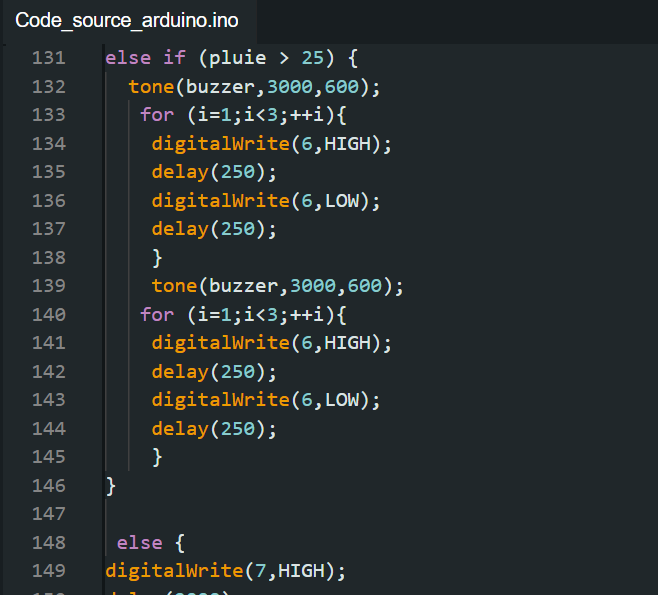 Code_source_arduino.ino
131 else if (pluie > 25) {
132 tone(buzzer,3000,600);
133 for (i=1;i<3;++i){
134 digitalWrite(6,HIGH);
135 delay(250);
136 digitalWrite(6,LOW);
137 delay(250);
138 }
139 tone(buzzer,3000,600);
140 for (i=1;i<3;++i){
141 digitalWrite(6,HIGH);
142 delay(250);
143 digitalWrite(6,LOW);
144 delay(250);
145 }
146 }
147
148 else {
149 digitalWrite(7,HIGH);